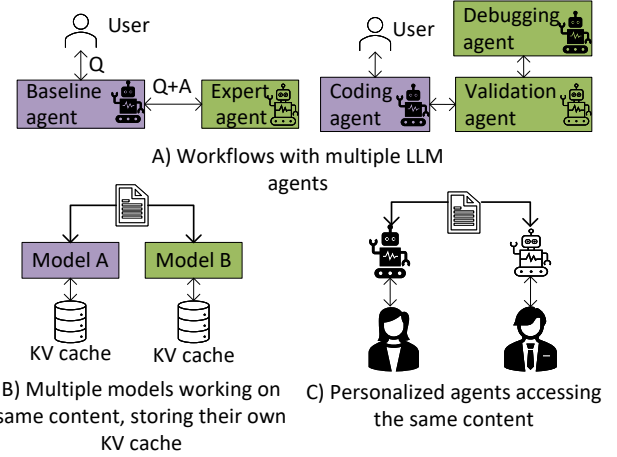 User
Q
Baseline agent
Q+A
Expert agent
User
Coding agent
Debugging agent
Validation agent
A) Workflows with multiple LLM
agents
Model A
Model B
KV cache
KV cache
B) Multiple models working on
same content, storing their own
KV cache
C) Personalized agents accessing
the same content